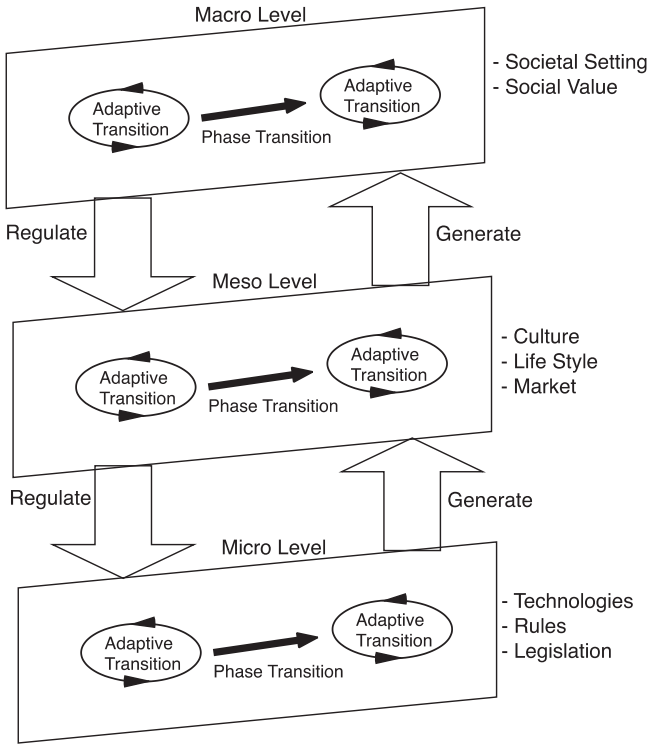 Macro Level
Adaptive
Transition
Phase Transition
Adaptive
Transition
- Societal Setting
- Social Value
Regulate
Generate
Meso Level
Adaptive
Transition
Phase Transition
Adaptive
Transition
- Culture
- Life Style
- Market
Regulate
Generate
Micro Level
Adaptive
Transition
Phase Transition
Adaptive
Transition
- Technologies
- Rules
- Legislation